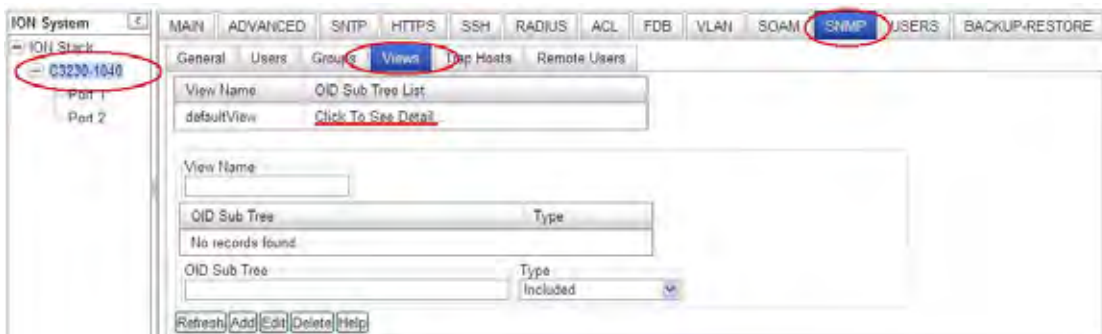 ION System
MAIN ADVANCED SNTP HTTPS SSH RADIUS ACL FDB VLAN SOAM SNMP USERS BACKUP-RESTORE
ION Stack
C3230-1040
Port 1
Port 2
General Users Groups Views Trap Hosts Remote Users
View Name OID Sub Tree List
defaultView Click To See Detail
View Name
OID Sub Tree Type
No records found
OID Sub Tree Type
Included
Refresh Add Edit Delete Help